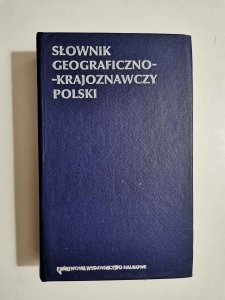 SŁOWNIK
GEOGRAFICZNO-
-KRAJOZNAWCZY
POLSKI